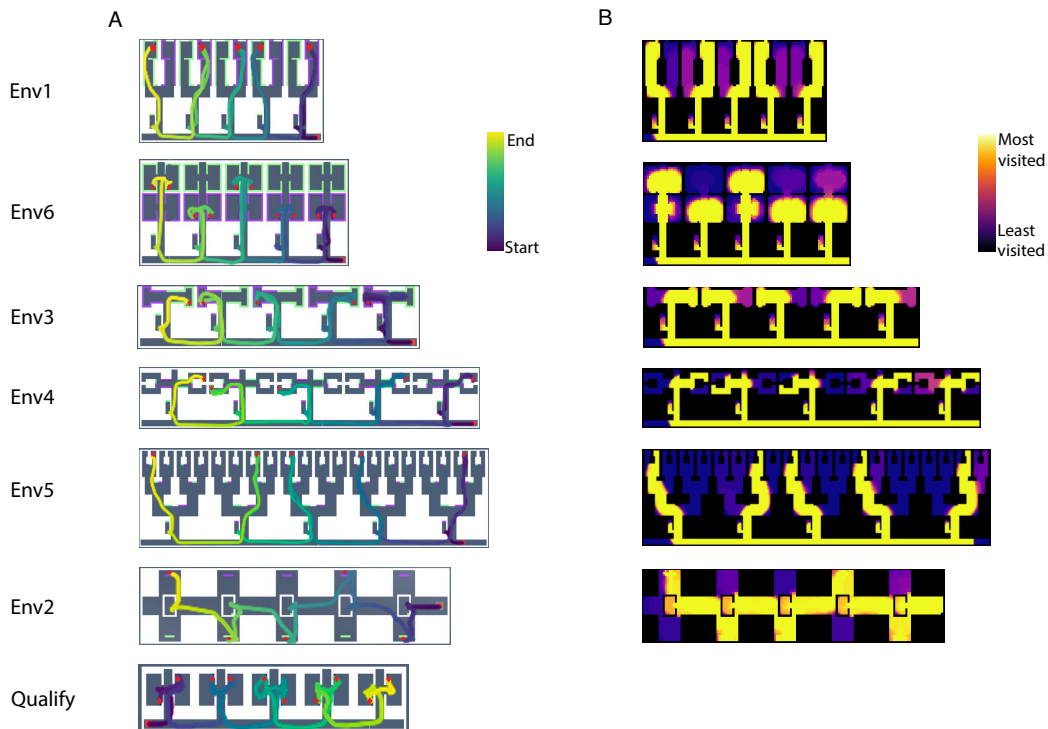 A
B
Env1
End
Most
visited
Env6
Start
Least
visited
Env3
Env4
Env5
Env2
Qualify